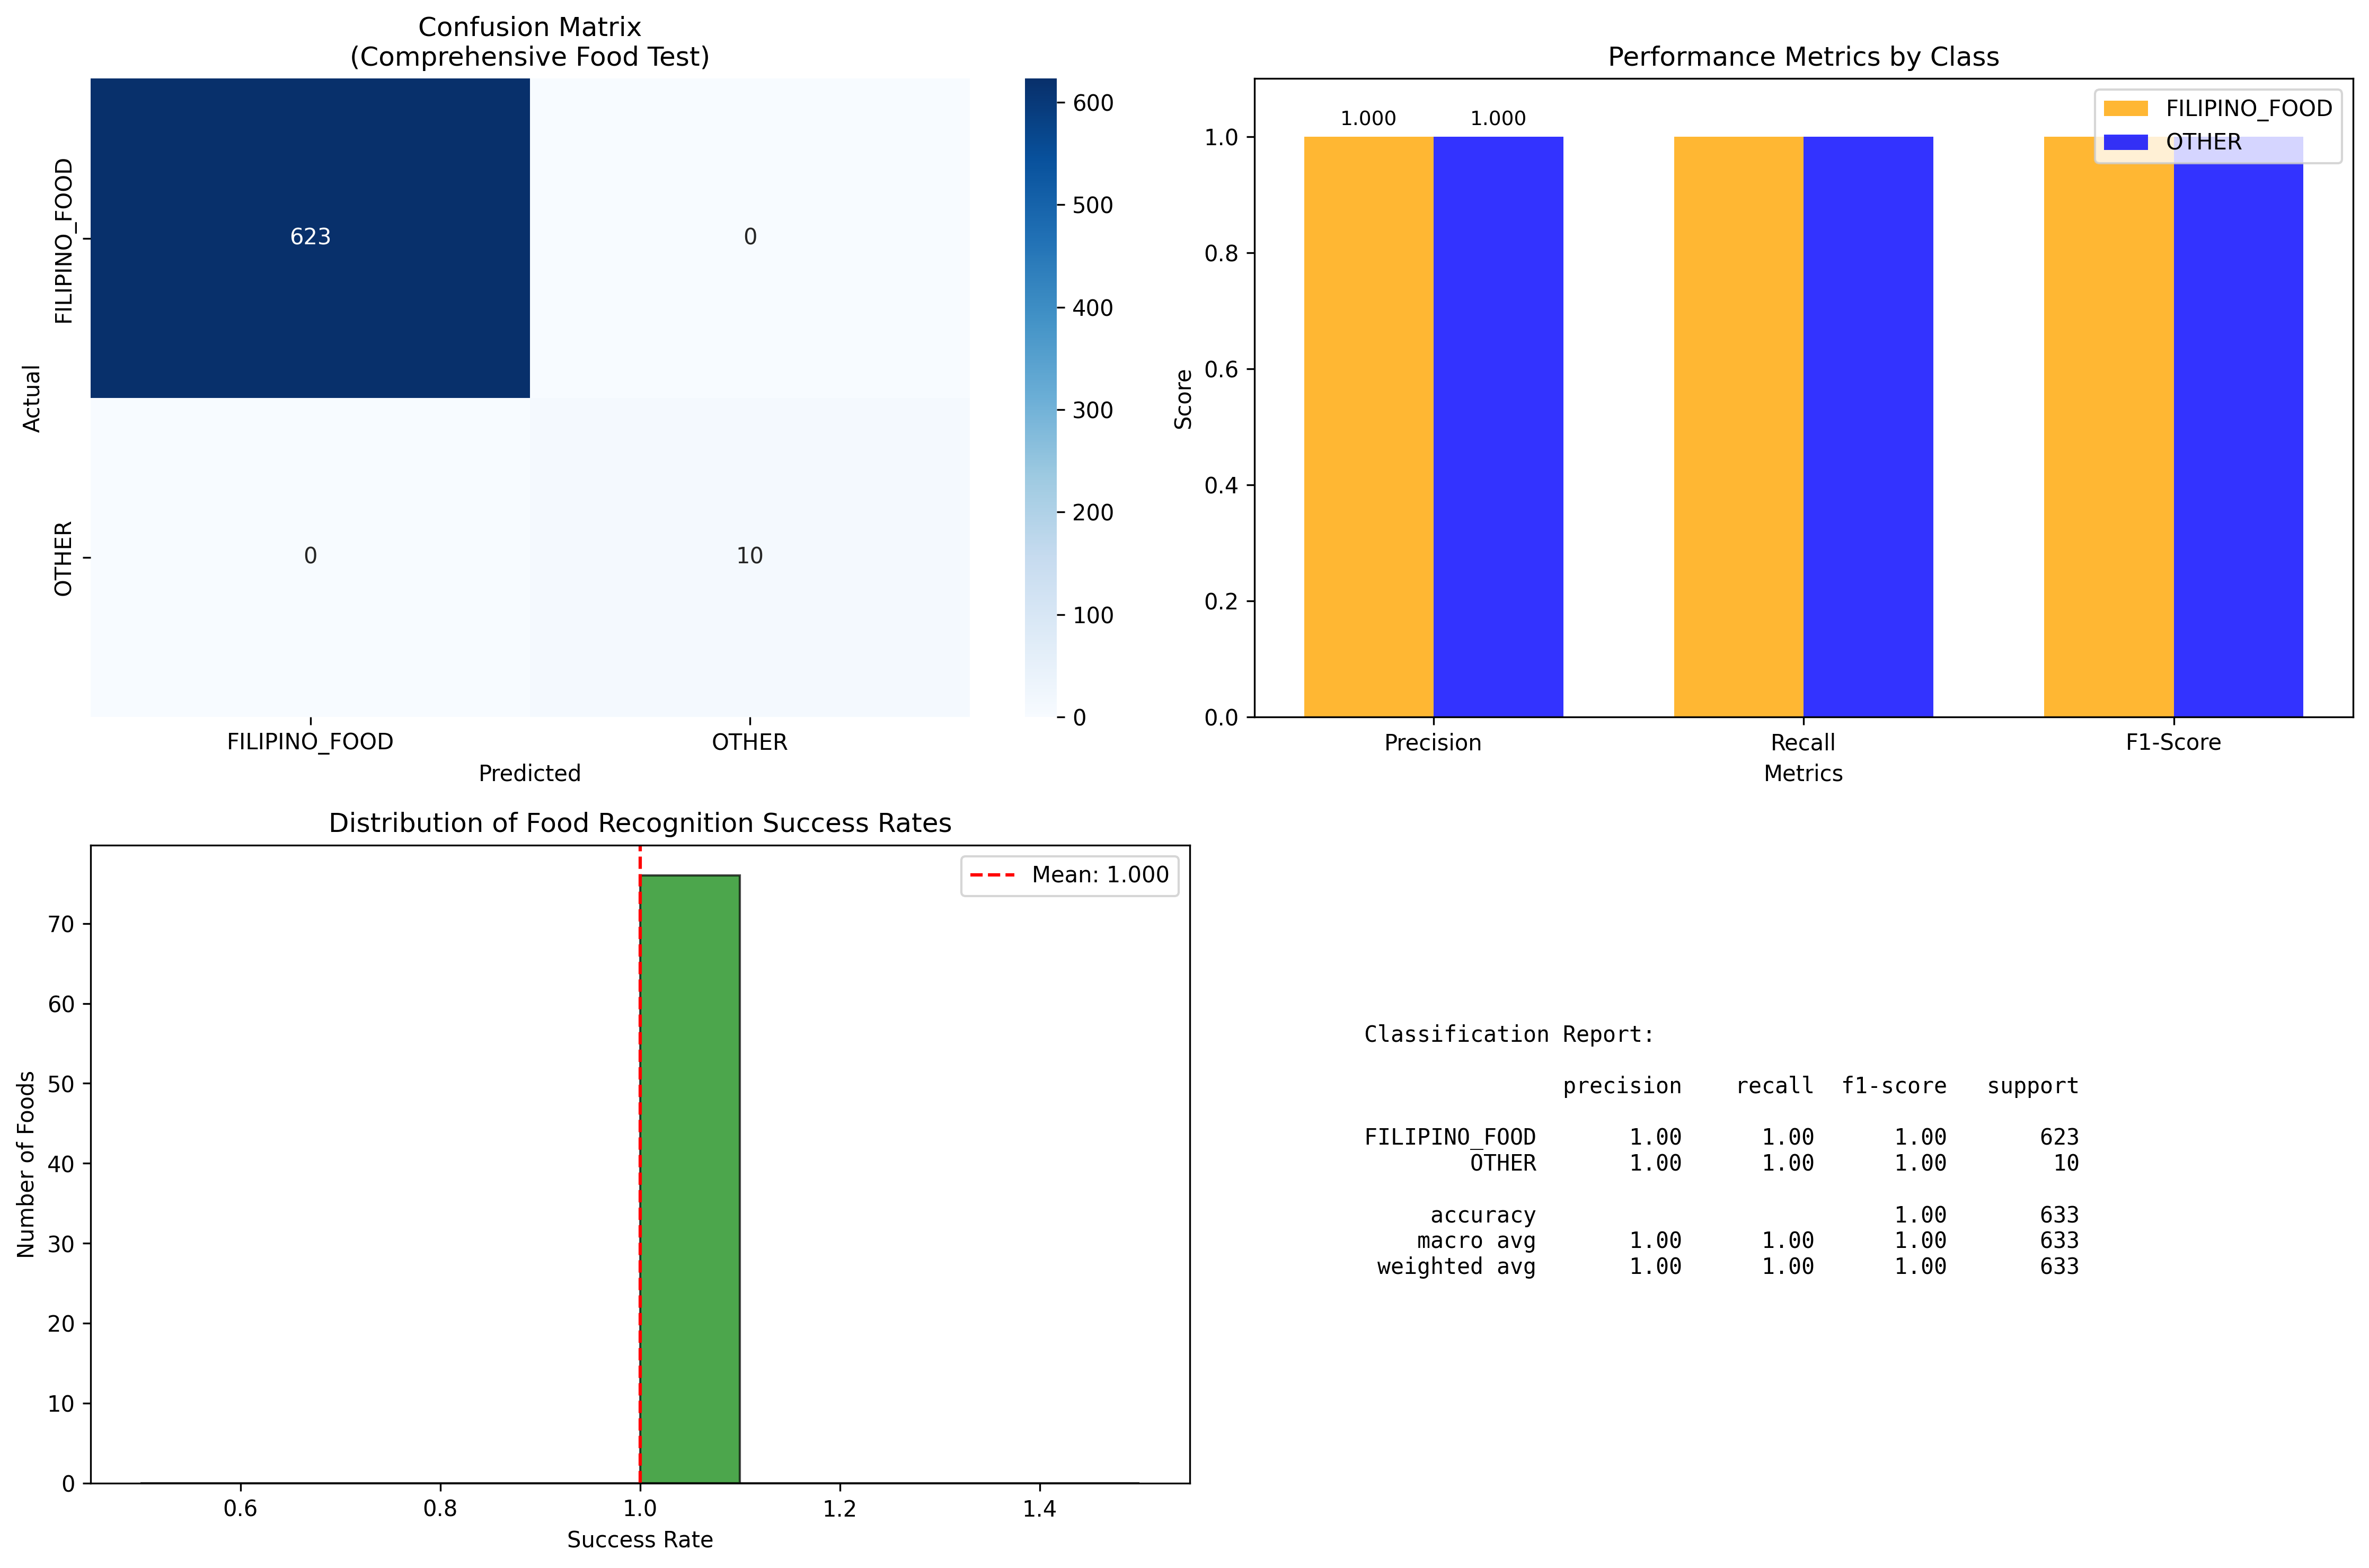 Confusion Matrix
(Comprehensive Food Test)
FILIPINO_FOOD
OTHER
Actual
623
0
0
10
FILIPINO_FOOD
OTHER
Predicted
600
500
400
300
200
100
0
Performance Metrics by Class
1.000
1.000
FILIPINO_FOOD
OTHER
1.0
0.8
0.6
0.4
0.2
0.0
Score
Precision
Recall
F1-Score
Metrics
Distribution of Food Recognition Success Rates
Mean: 1.000
70
60
50
40
30
20
10
0
Number of Foods
0.6
0.8
1.0
1.2
1.4
Success Rate
Classification Report:
precision recall f1-score support
FILIPINO_FOOD 1.00 1.00 1.00 623
OTHER 1.00 1.00 1.00 10
accuracy 1.00 633
macro avg 1.00 1.00 1.00 633
weighted avg 1.00 1.00 1.00 633